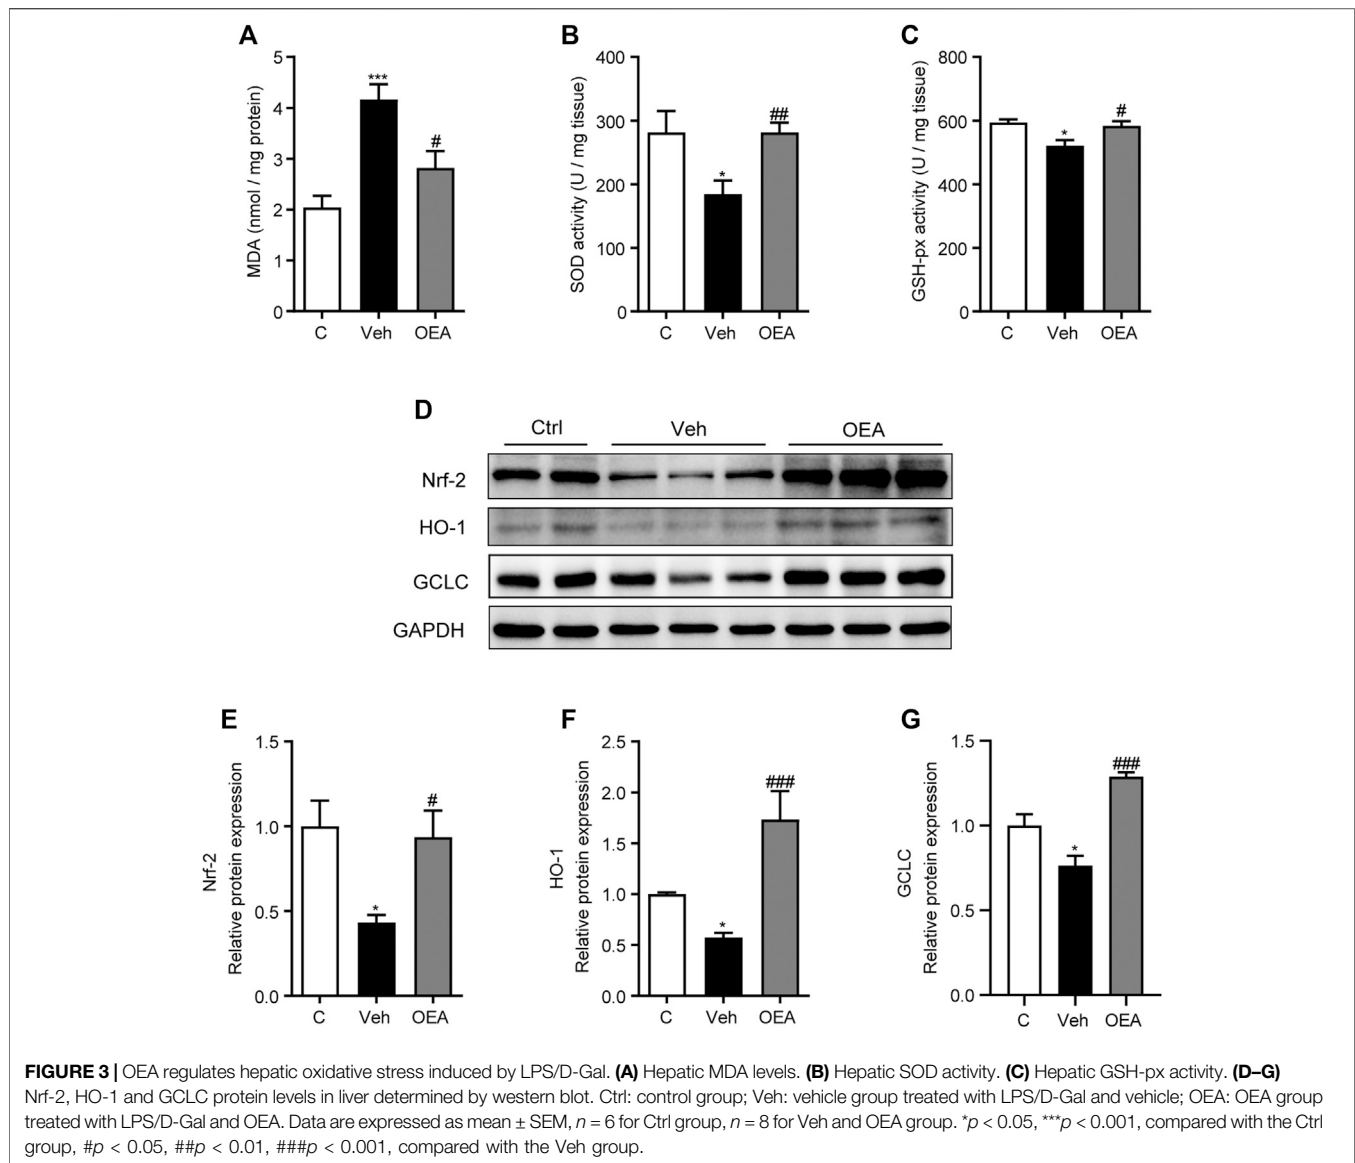 A
MDA (nmol / mg protein)
5
4
3
2
1
0
***
#
C Veh OEA
B
SOD activity (U / mg tissue)
400
300
200
100
0
*
##
C Veh OEA
C
GSH-px activity (U / mg tissue)
800
600
400
200
0
*
#
C Veh OEA
D
Ctrl Veh OEA
Nrf-2
HO-1
GCLC
GAPDH
E
Nrf-2
Relative protein expression
1.5
1.0
0.5
0.0
*
#
C Veh OEA
F
HO-1
Relative protein expression
2.5
2.0
1.5
1.0
0.5
0.0
*
###
C Veh OEA
G
GCLC
Relative protein expression
1.5
1.0
0.5
0.0
*
###
C Veh OEA
FIGURE 3 | OEA regulates hepatic oxidative stress induced by LPS/D-Gal. (A) Hepatic MDA levels. (B) Hepatic SOD activity. (C) Hepatic GSH-px activity. (D–G)
Nrf-2, HO-1 and GCLC protein levels in liver determined by western blot. Ctrl: control group; Veh: vehicle group treated with LPS/D-Gal and vehicle; OEA: OEA group
treated with LPS/D-Gal and OEA. Data are expressed as mean ± SEM, n = 6 for Ctrl group, n = 8 for Veh and OEA group. *p < 0.05, ***p < 0.001, compared with the Ctrl
group, #p < 0.05, ##p < 0.01, ###p < 0.001, compared with the Veh group.